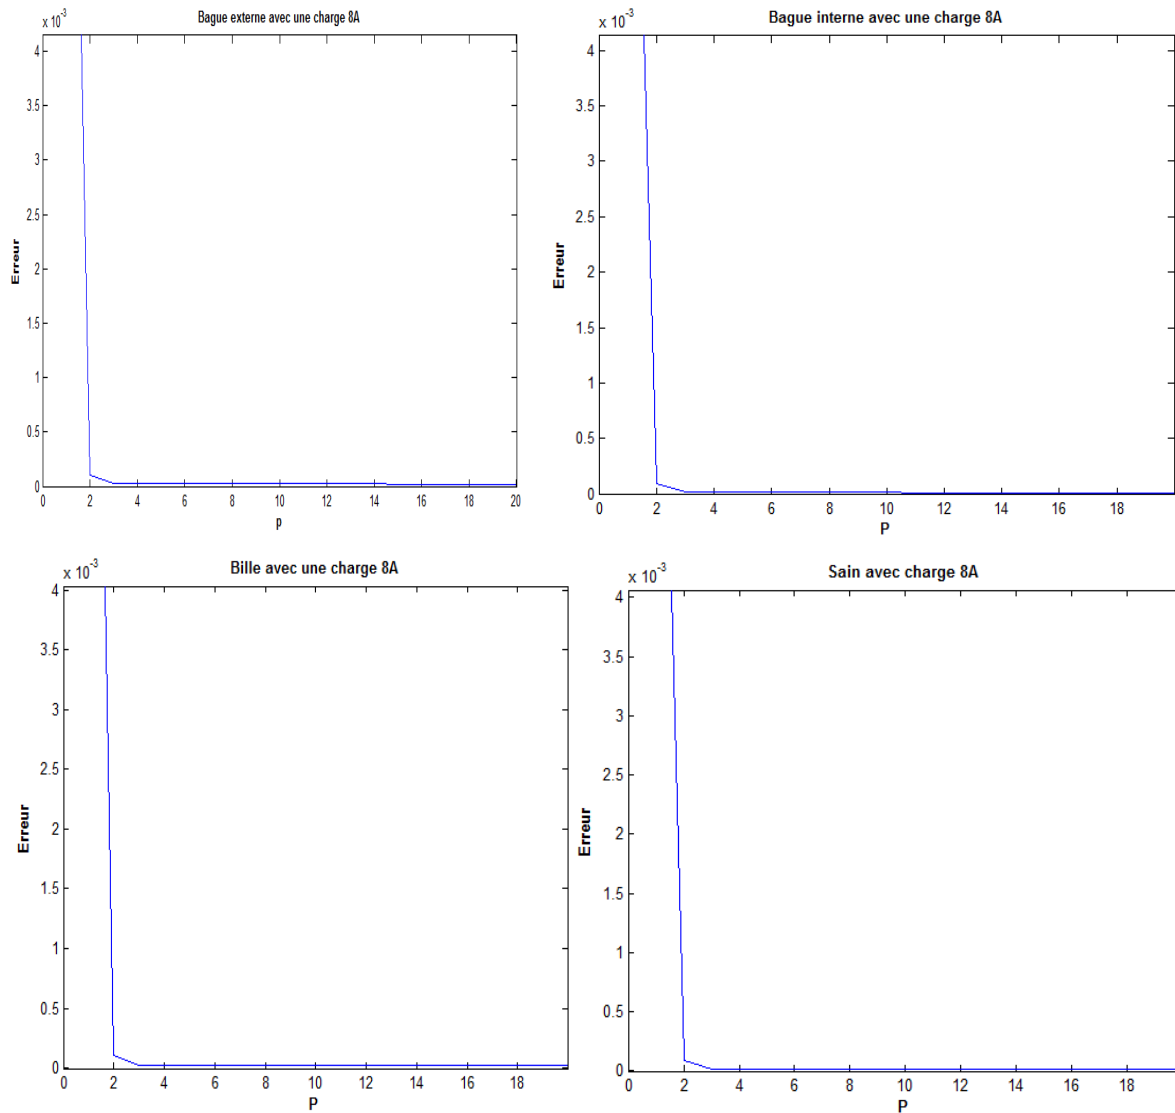 Bague externe avec une charge 8A
x 10-3
4
3.5
3
2.5
2
1.5
1
0.5
0
Erreur
0 2 4 6 8 10 12 14 16 18 20
p
Bague interne avec une charge 8A
x 10-3
4
3.5
3
2.5
2
1.5
1
0.5
0
Erreur
0 2 4 6 8 10 12 14 16 18
P
Bille avec une charge 8A
x 10-3
4
3.5
3
2.5
2
1.5
1
0.5
0
Erreur
0 2 4 6 8 10 12 14 16 18
P
Sain avec charge 8A
x 10-3
4
3.5
3
2.5
2
1.5
1
0.5
0
Erreur
0 2 4 6 8 10 12 14 16 18
P